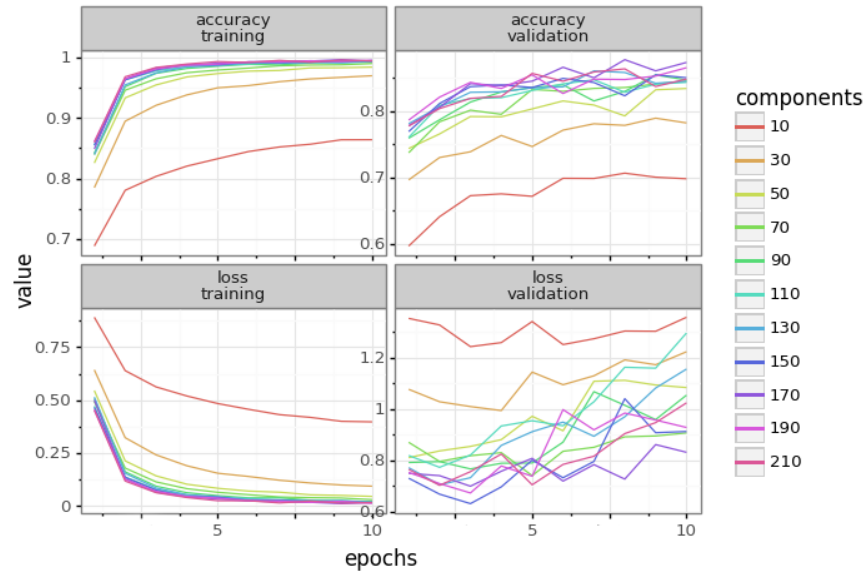 accuracy
training
accuracy
validation
1
0.9
0.8
0.7
0.8
0.7
0.6
loss
training
loss
validation
0.75
0.50
0.25
0
1.2
1.0
0.8
0.6
5
10
5
10
value
epochs
components
10
30
50
70
90
110
130
150
170
190
210